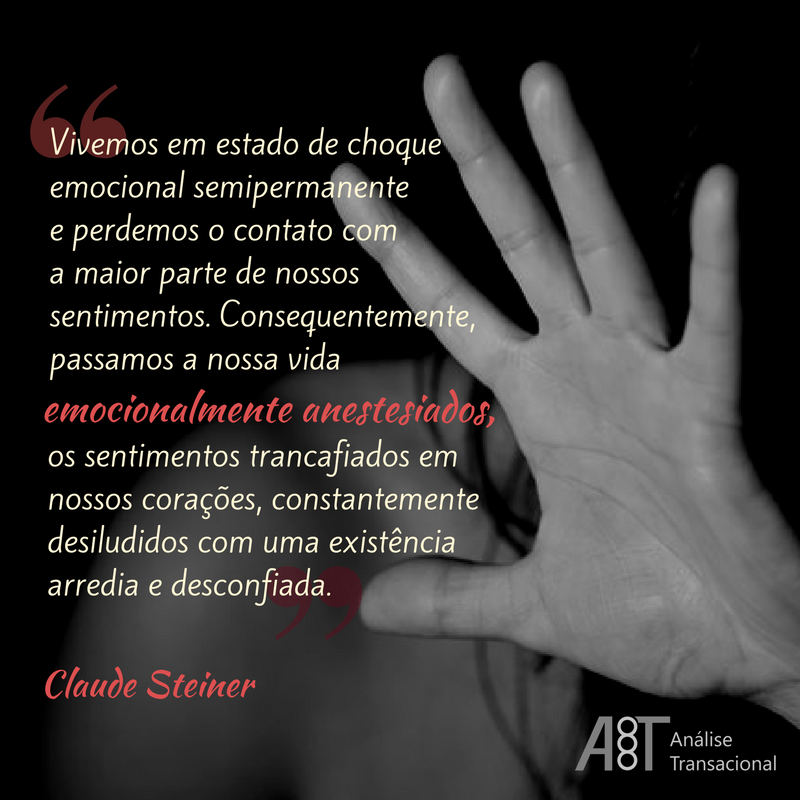 Vivemos em estado de choque
emocional semipermanente
e perdemos o contato com
a maior parte de nossos
sentimentos. Consequentemente,
passamos a nossa vida
emocionalmente anestesiados,
os sentimentos trancafiados em
nossos corações, constantemente
desiludidos com uma existência
arredia e desconfiada.
Claude Steiner
A8T Análise
Transacional